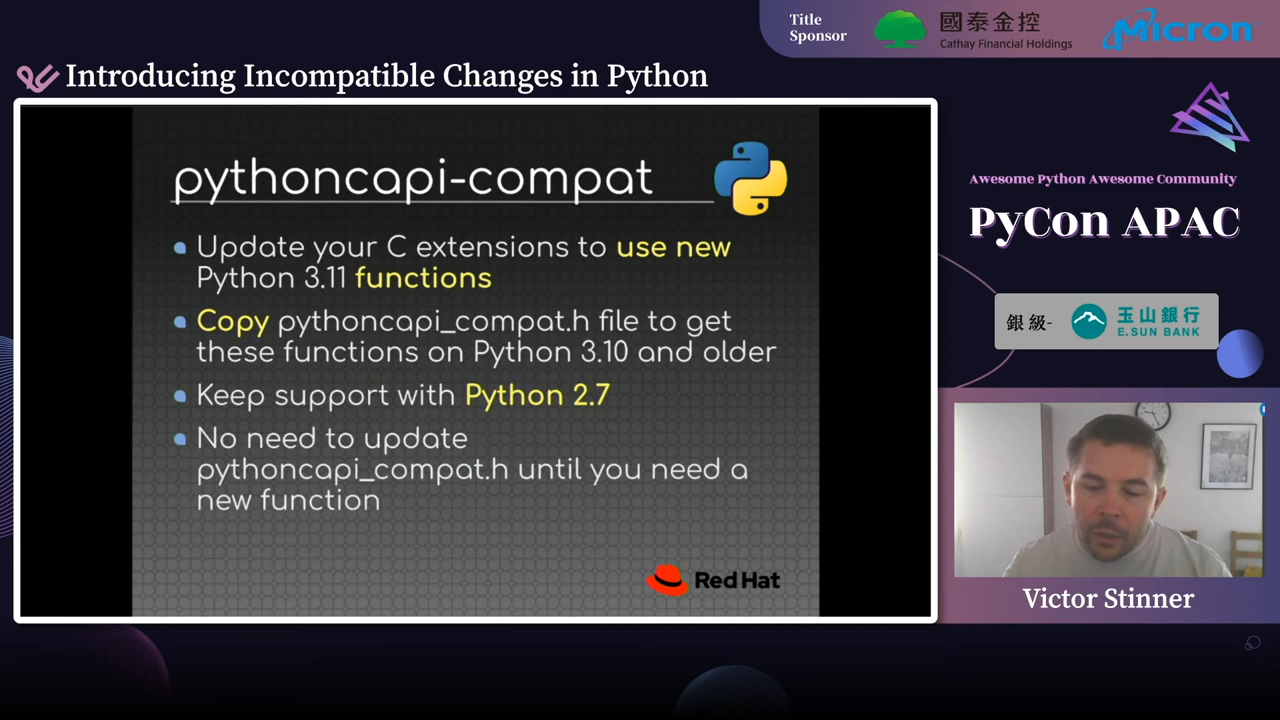 Title
Sponsor
國泰金控
Cathay Financial Holdings
Micron
Introducing Incompatible Changes in Python
pythoncapi-compat
Update your C extensions to use new
Python 3.11 functions
Copy pythoncapi_compat.h file to get
these functions on Python 3.10 and older
Keep support with Python 2.7
No need to update
pythoncapi_compat.h until you need a
new function
Red Hat
Awesome Python Awesome Community
PyCon APAC
銀級-
玉山銀行
E.SUN BANK
Victor Stinner